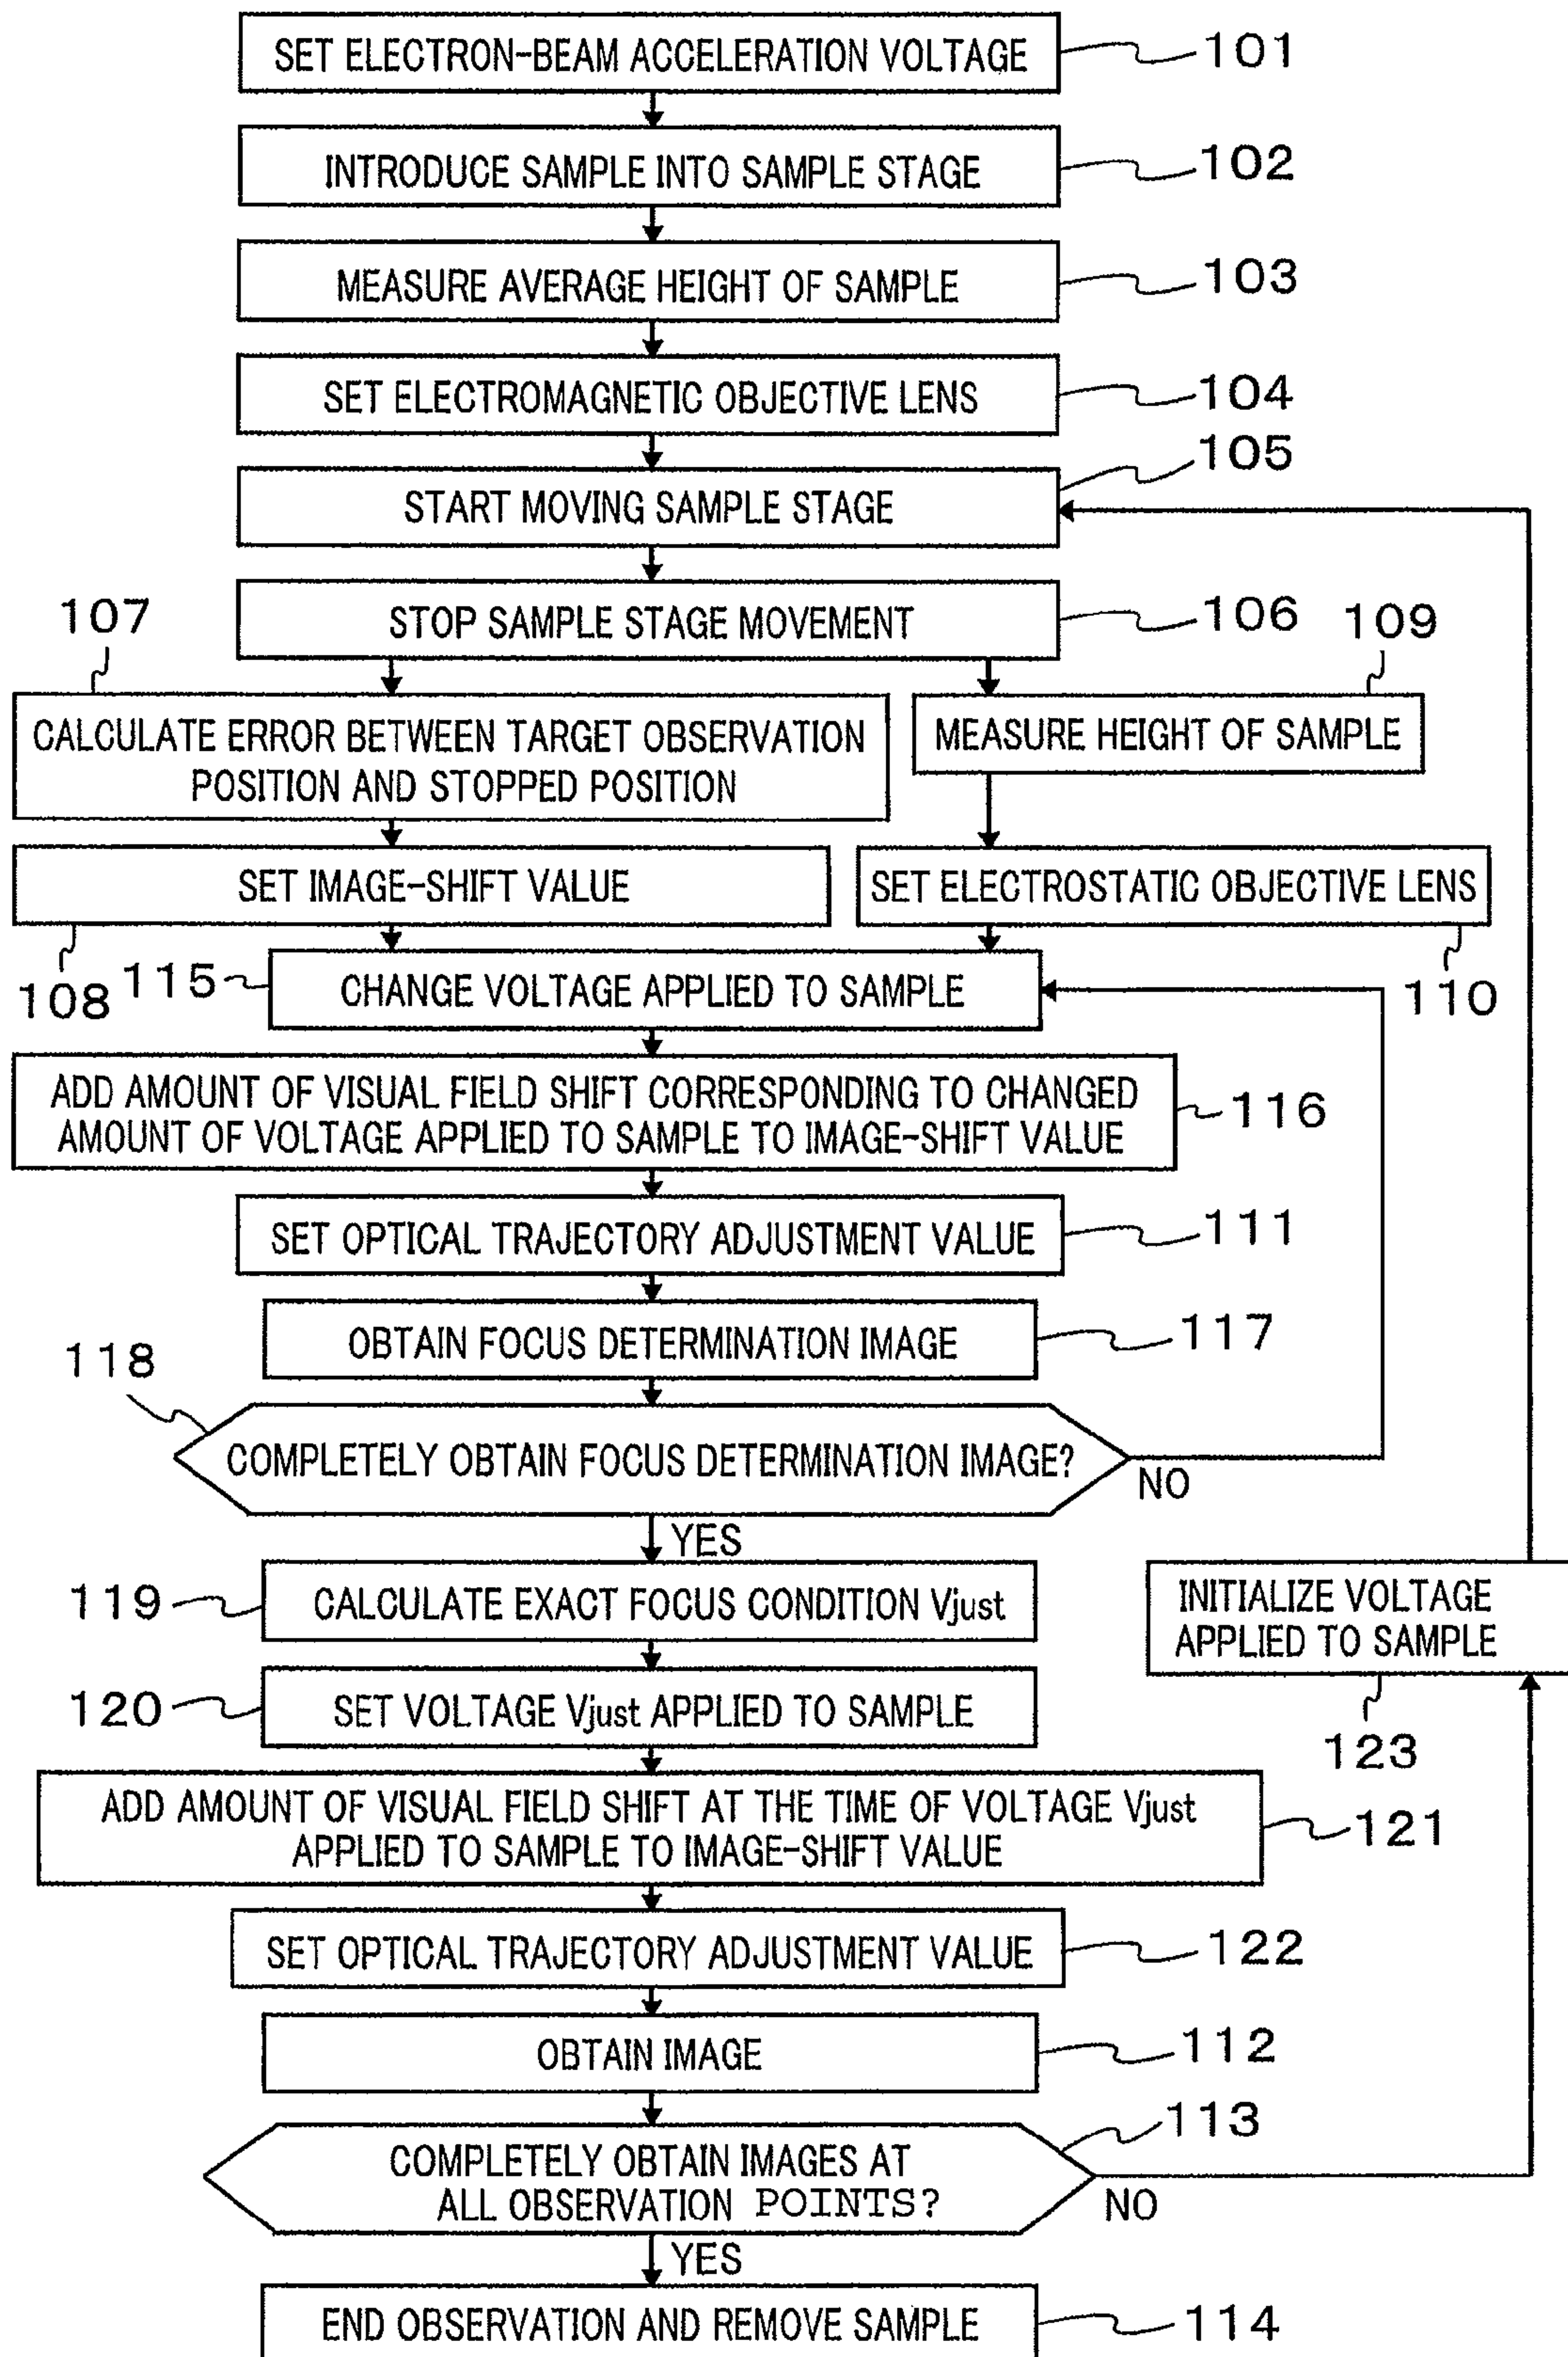 SET ELECTRON-BEAM ACCELERATION VOLTAGE
101
INTRODUCE SAMPLE INTO SAMPLE STAGE
102
MEASURE AVERAGE HEIGHT OF SAMPLE
103
SET ELECTROMAGNETIC OBJECTIVE LENS
104
START MOVING SAMPLE STAGE
105
STOP SAMPLE STAGE MOVEMENT
106
107
CALCULATE ERROR BETWEEN TARGET OBSERVATION
POSITION AND STOPPED POSITION
109
MEASURE HEIGHT OF SAMPLE
SET IMAGE-SHIFT VALUE
108
SET ELECTROSTATIC OBJECTIVE LENS
110
115
CHANGE VOLTAGE APPLIED TO SAMPLE
ADD AMOUNT OF VISUAL FIELD SHIFT CORRESPONDING TO CHANGED
AMOUNT OF VOLTAGE APPLIED TO SAMPLE TO IMAGE-SHIFT VALUE
116
SET OPTICAL TRAJECTORY ADJUSTMENT VALUE
111
OBTAIN FOCUS DETERMINATION IMAGE
117
118
COMPLETELY OBTAIN FOCUS DETERMINATION IMAGE?
NO
YES
119
CALCULATE EXACT FOCUS CONDITION Vjust
INITIALIZE VOLTAGE
APPLIED TO SAMPLE
123
120
SET VOLTAGE Vjust APPLIED TO SAMPLE
ADD AMOUNT OF VISUAL FIELD SHIFT AT THE TIME OF VOLTAGE Vjust
APPLIED TO SAMPLE TO IMAGE-SHIFT VALUE
121
SET OPTICAL TRAJECTORY ADJUSTMENT VALUE
122
OBTAIN IMAGE
112
113
COMPLETELY OBTAIN IMAGES AT
ALL OBSERVATION POINTS?
NO
YES
END OBSERVATION AND REMOVE SAMPLE
114